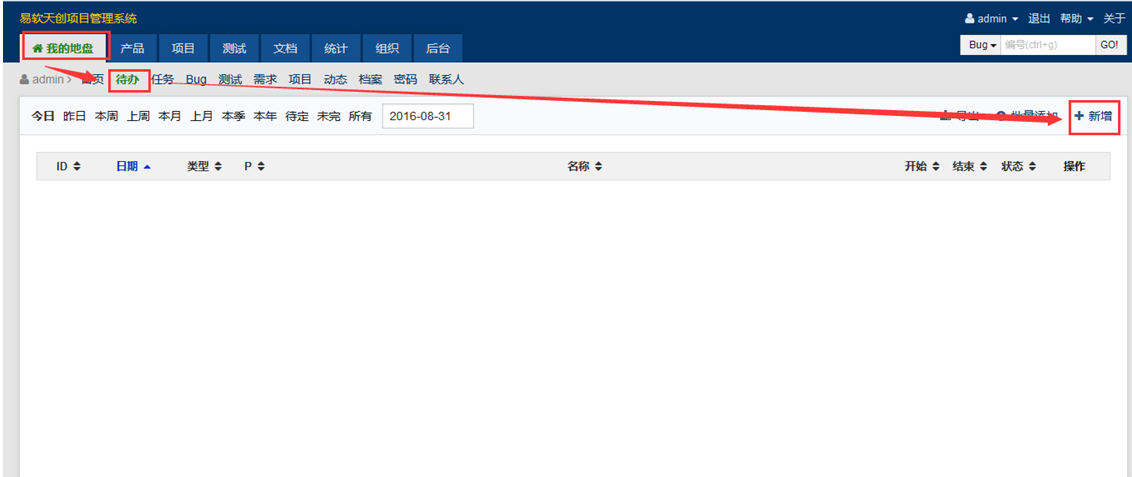 易软天创项目管理系统
admin 退出 帮助 关于
我的地盘 产品 项目 测试 文档 统计 组织 后台
Bug 编号(ctrl+g) GO!
admin > 首页 待办 任务 Bug 测试 需求 项目 动态 档案 密码 联系人
今日 昨日 本周 上周 本月 上月 本季 本年 待定 未完 所有 2016-08-31
导出 批量添加 + 新增
ID 日期 类型 P 名称 开始 结束 状态 操作